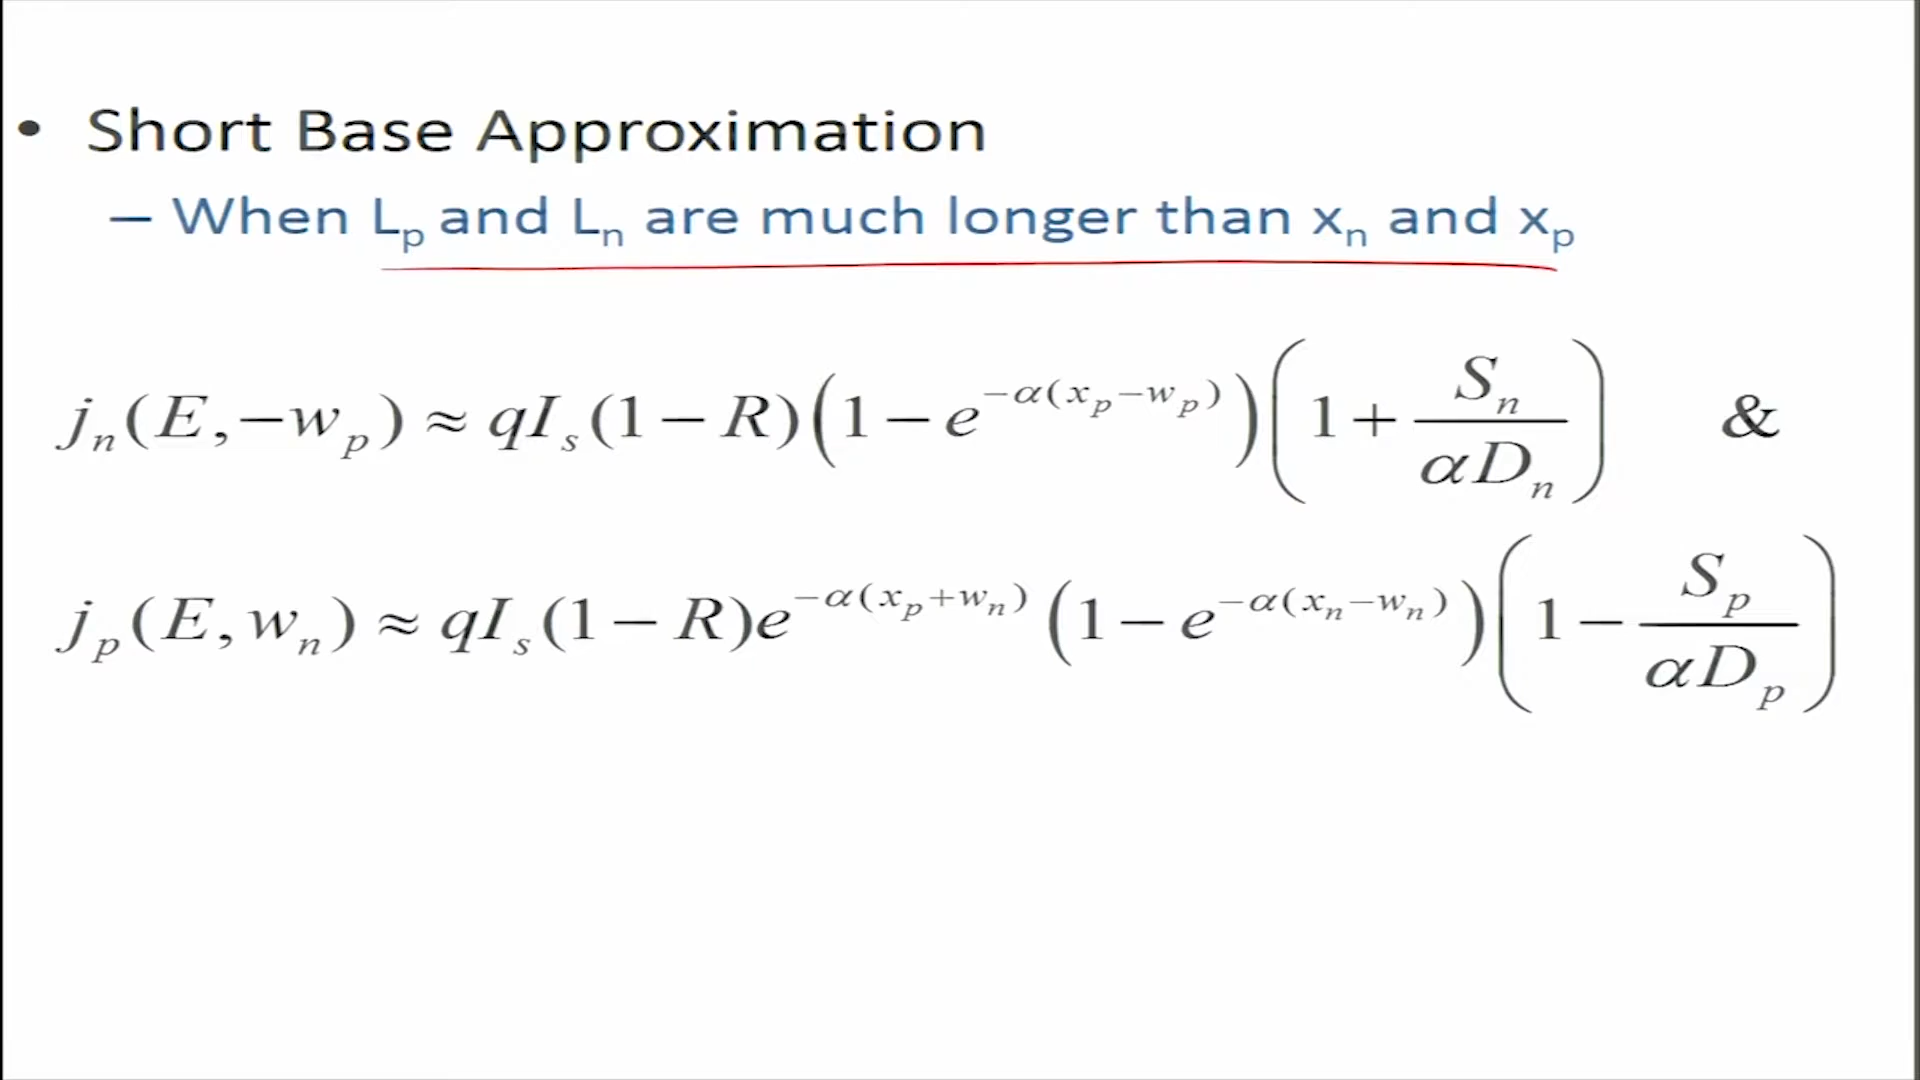 • Short Base Approximation
– When Lₚ and Lₙ are much longer than xₙ and xₚ
jₙ(E,−wₚ) ≈ qIₛ(1−R)(1−e^{−α(xₚ−wₚ)})(1+Sₙ/(αDₙ)) &
jₚ(E,wₙ) ≈ qIₛ(1−R)e^{−α(xₚ+wₙ)}(1−e^{−α(xₙ−wₙ)})(1−Sₚ/(αDₚ))